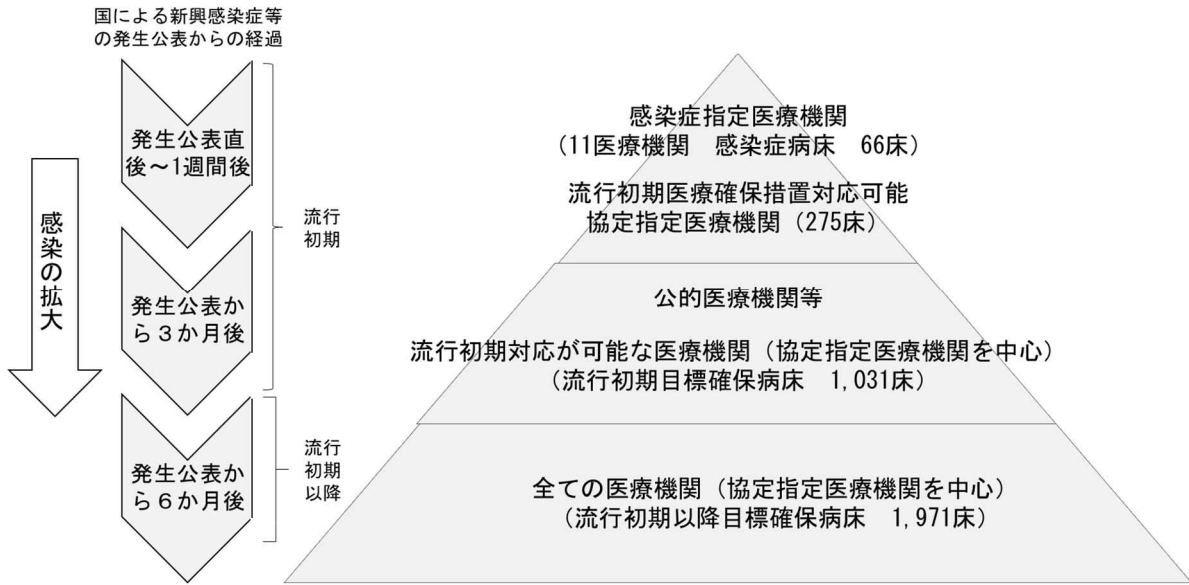 国による新興感染症等
の発生公表からの経過
発生公表直
後～1週間後
発生公表か
ら３か月後
発生公表か
ら６か月後
感染の拡大
流行
初期
流行
初期
以降
感染症指定医療機関
（11医療機関　感染症病床　66床）
流行初期医療確保措置対応可能
協定指定医療機関（275床）
公的医療機関等
流行初期対応が可能な医療機関（協定指定医療機関を中心）
（流行初期目標確保病床　1,031床）
全ての医療機関（協定指定医療機関を中心）
（流行初期以降目標確保病床　1,971床）